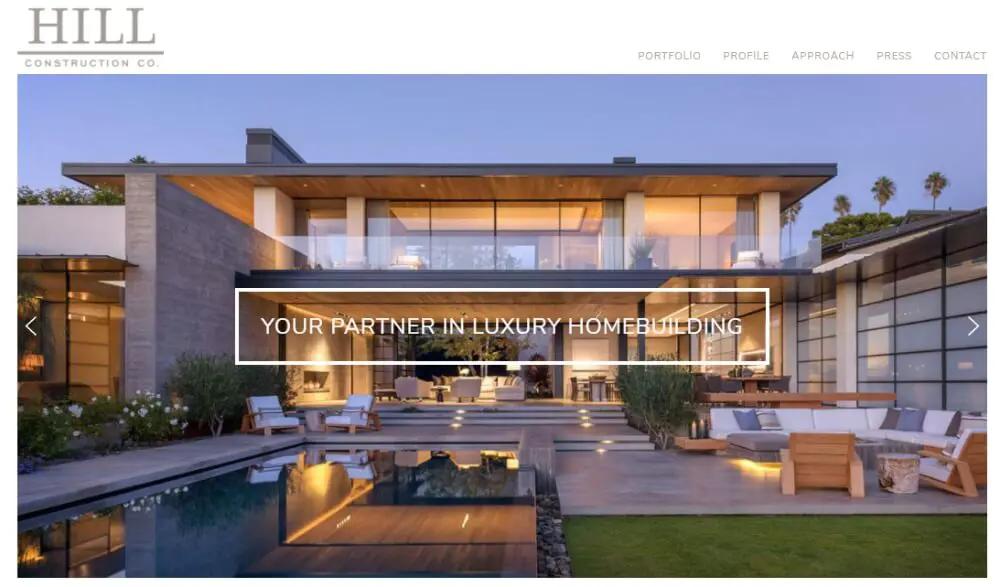 HILL
CONSTRUCTION CO.
PORTFOLIO PROFILE APPROACH PRESS CONTACT
YOUR PARTNER IN LUXURY HOMEBUILDING